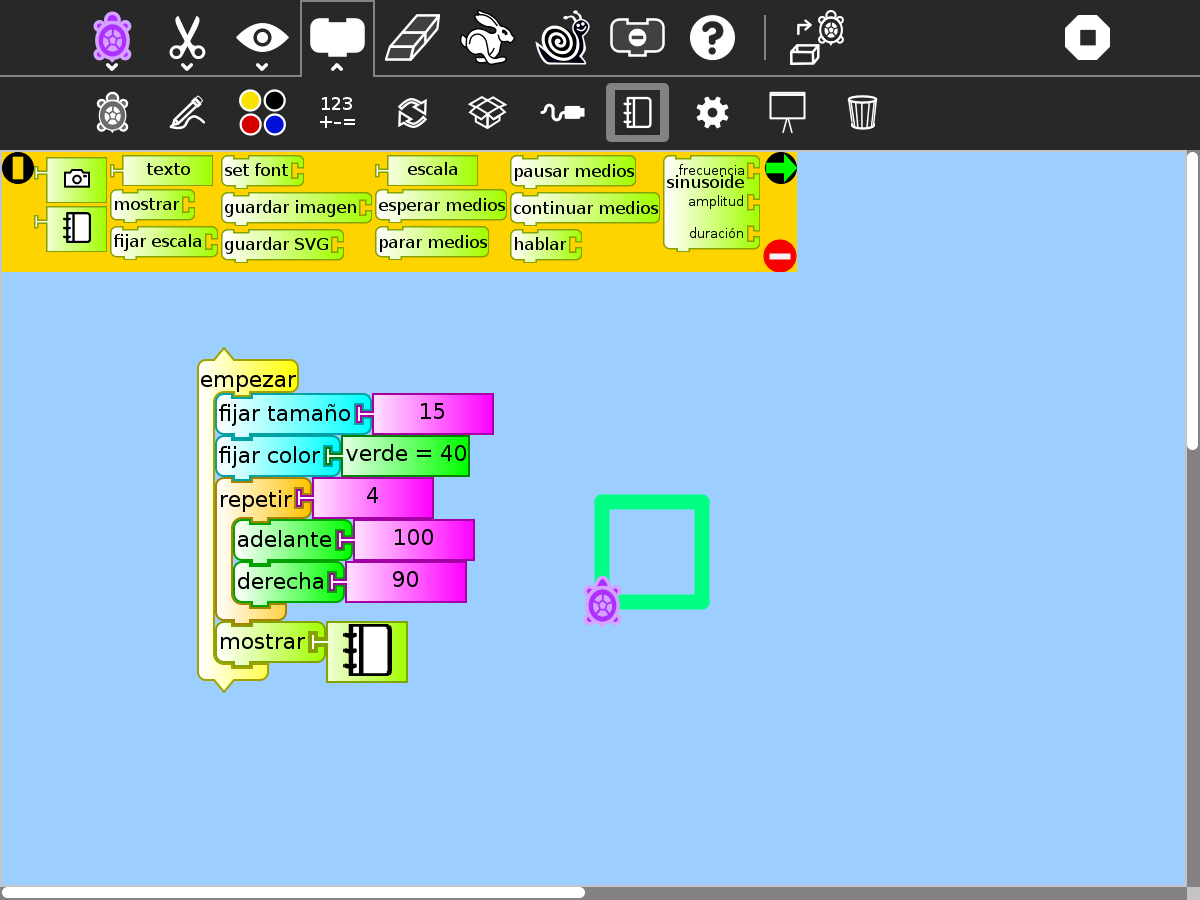 ?
123
+-=
texto
mostrar
fijar escala
set font
guardar imagen
guardar SVG
escala
esperar medios
parar medios
pausar medios
continuar medios
hablar
frecuencia
sinusoide
amplitud
duración
empezar
fijar tamaño 15
fijar color verde = 40
repetir 4
adelante 100
derecha 90
mostrar